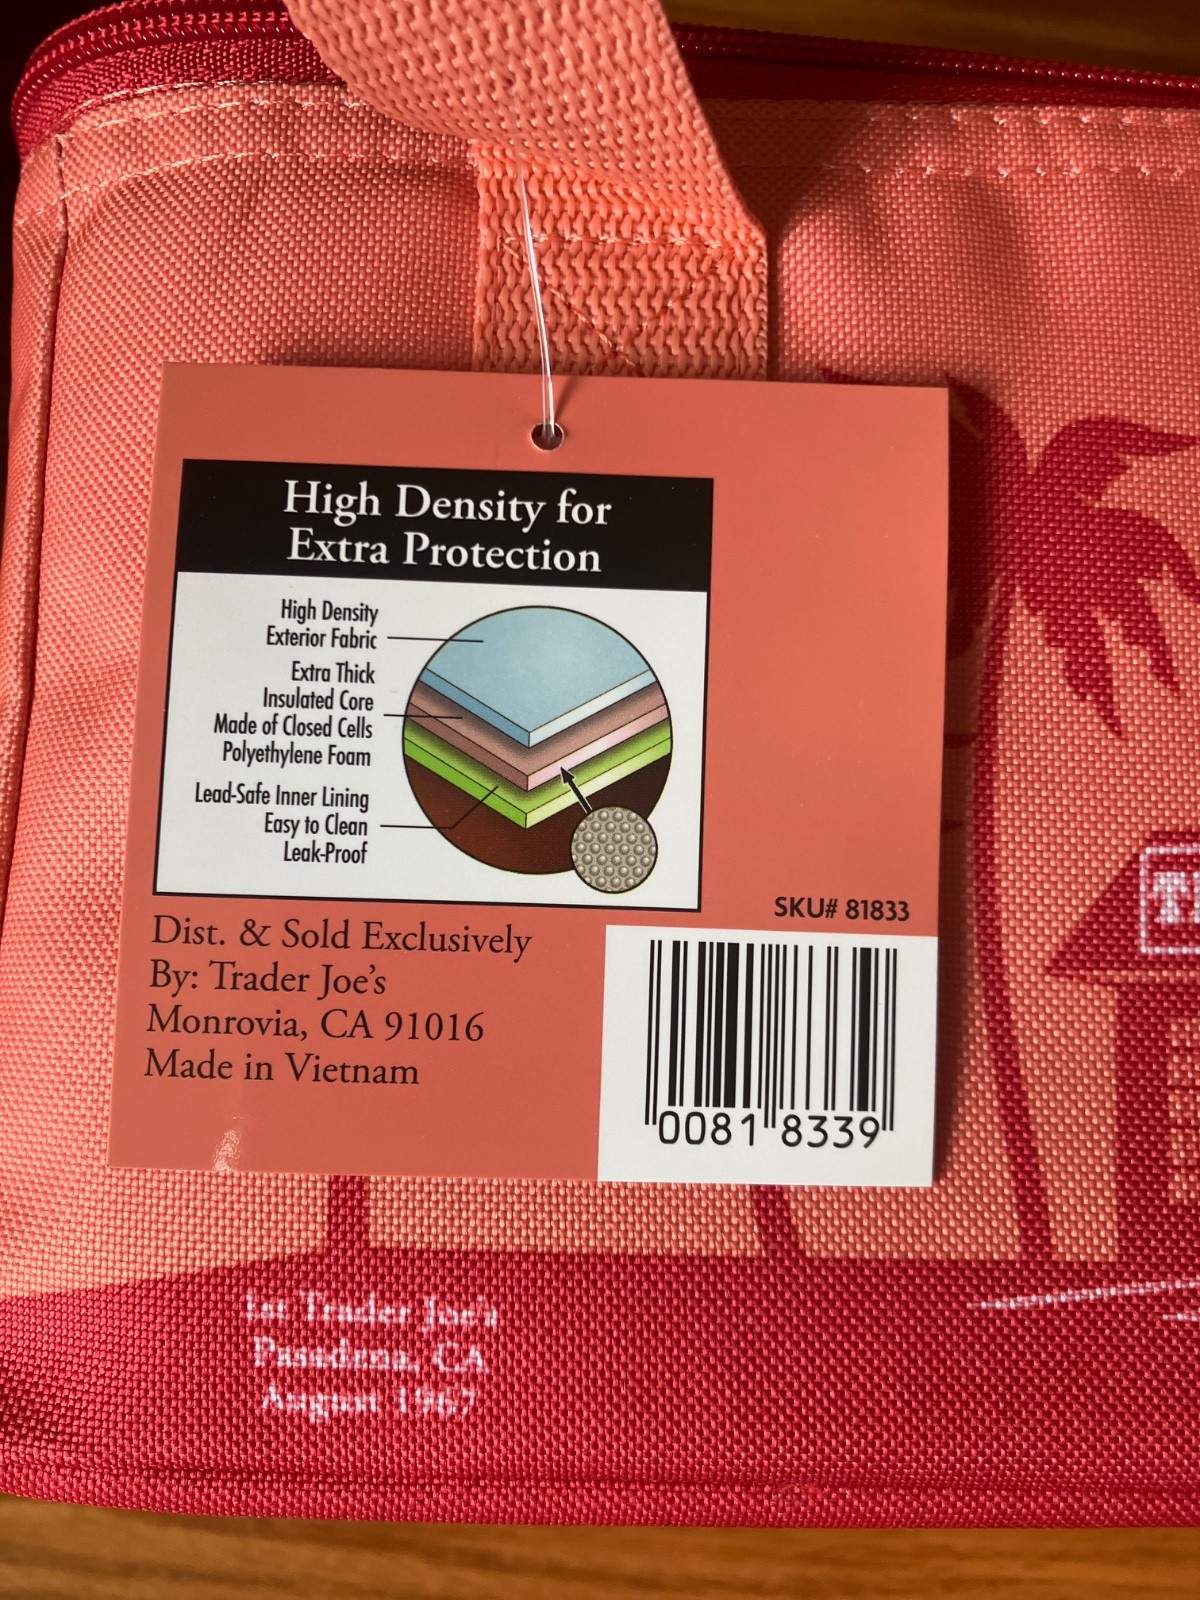 High Density for
Extra Protection
High Density
Exterior Fabric
Extra Thick
Insulated Core
Made of Closed Cells
Polyethylene Foam
Lead-Safe Inner Lining
Easy to Clean
Leak-Proof
SKU# 81833
Dist. & Sold Exclusively
By: Trader Joe's
Monrovia, CA 91016
Made in Vietnam
0081 8339
1st Trader Joe's
Pasadena, CA
August 1967